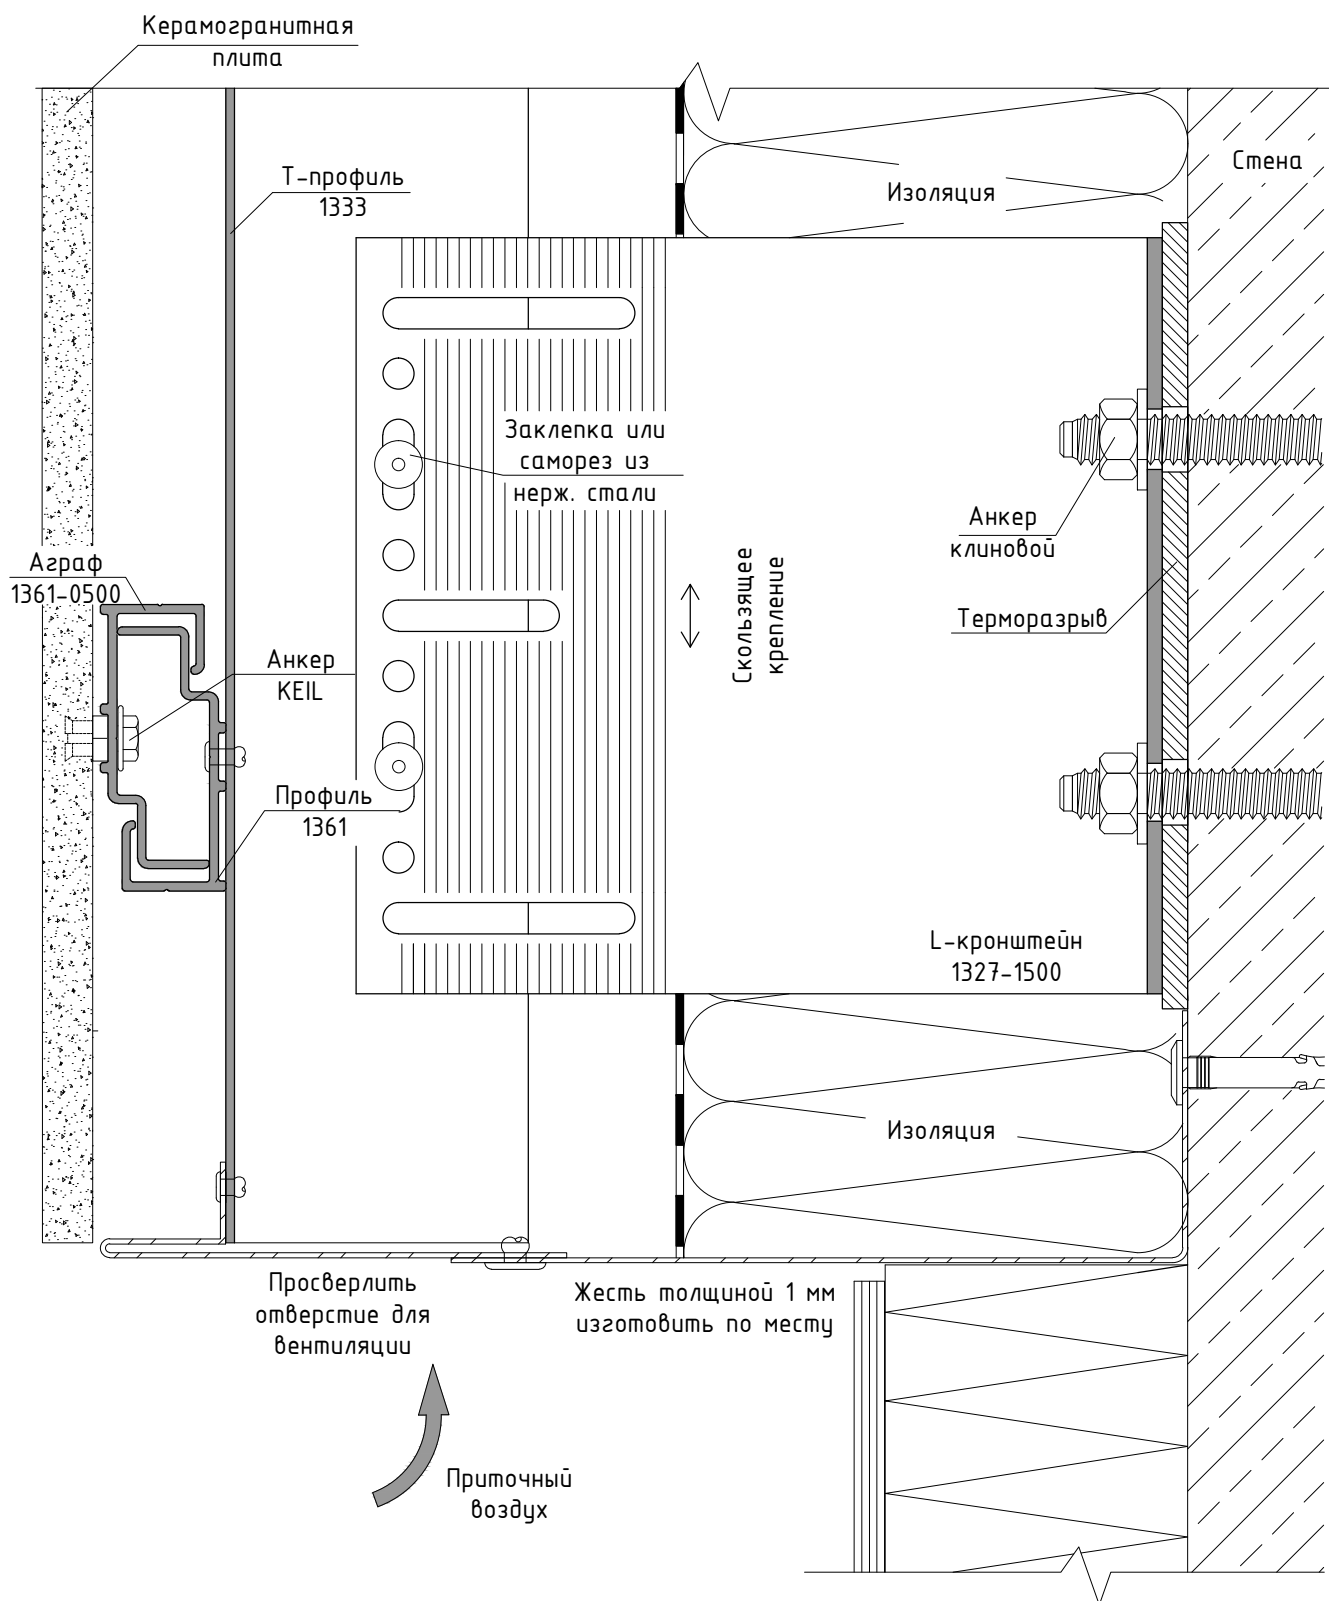 Керамогранитная
плита
Стена
Изоляция
Т-профиль
1333
Заклепка или
саморез из
нерж. стали
Анкер
клиновой
Аграф
1361-0500
Скользящее
крепление
Терморазрыв
Анкер
KEIL
Профиль
1361
L-кронштейн
1327-1500
Изоляция
Просверлить
отверстие для
вентиляции
Жесть толщиной 1 мм
изготовить по месту
Приточный
воздух